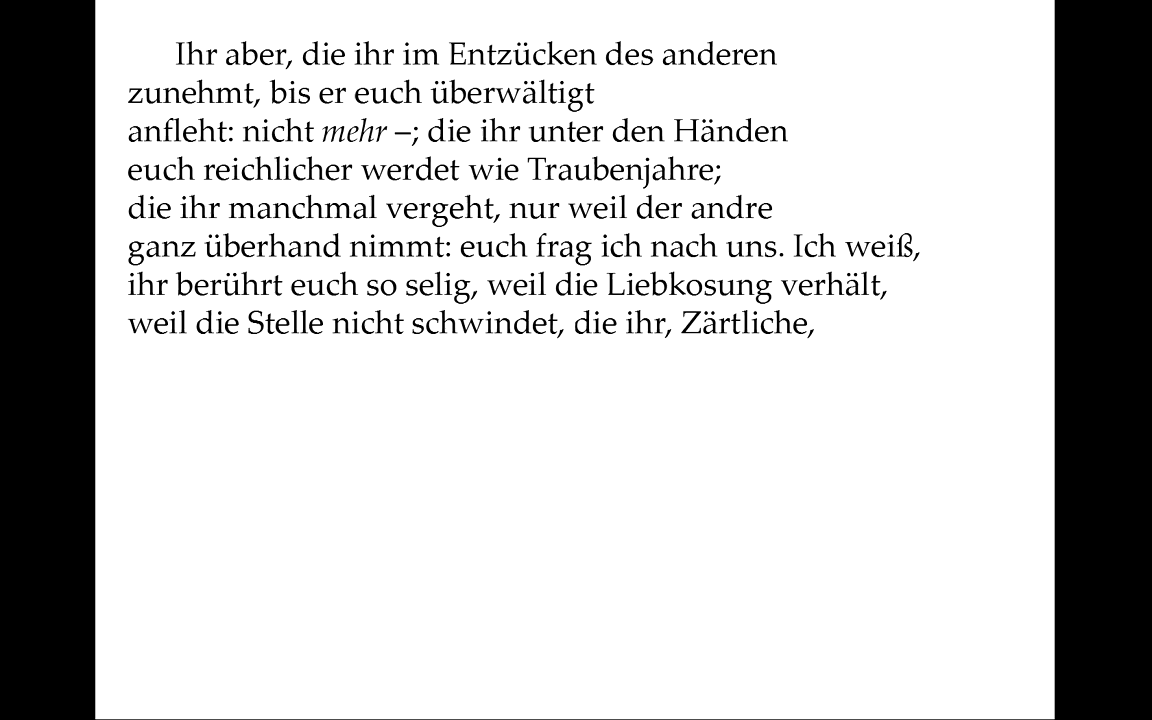 Ihr aber, die ihr im Entzücken des anderen
zunehmt, bis er euch überwältigt
anfleht: nicht mehr –; die ihr unter den Händen
euch reichlicher werdet wie Traubenjahre;
die ihr manchmal vergeht, nur weil der andre
ganz überhand nimmt: euch frag ich nach uns. Ich weiß,
ihr berührt euch so selig, weil die Liebkosung verhält,
weil die Stelle nicht schwindet, die ihr, Zärtliche,